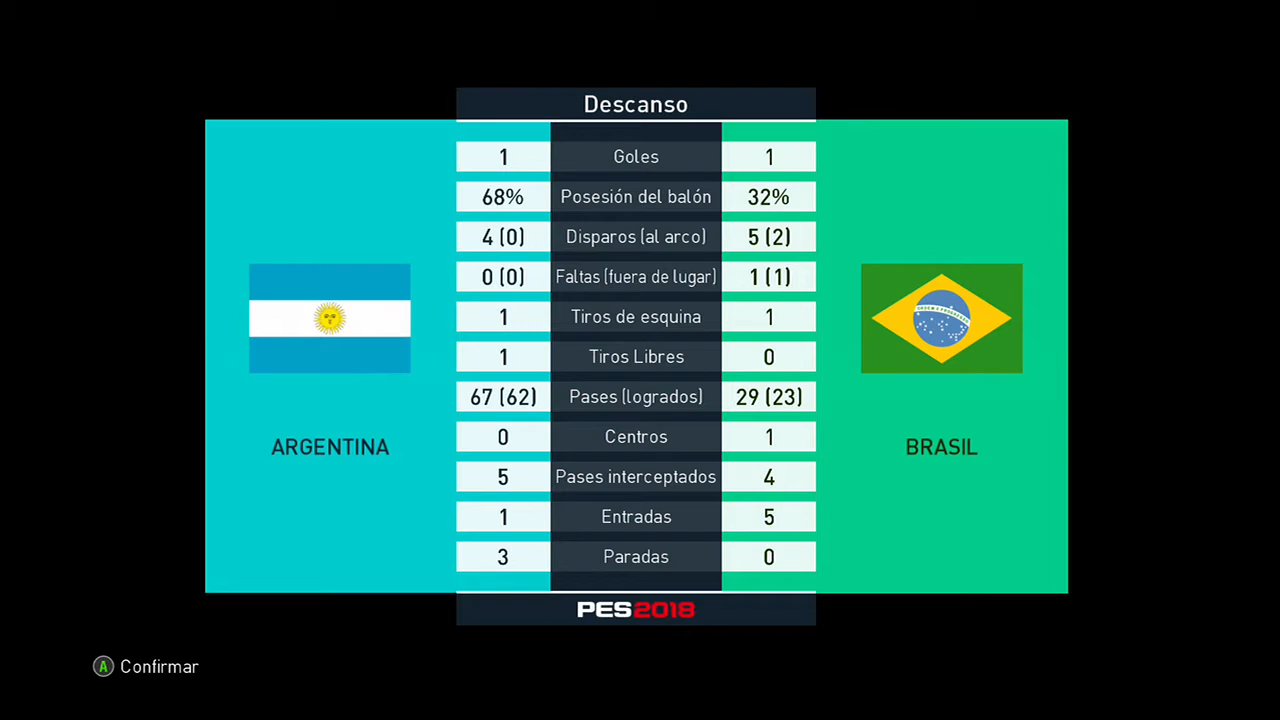 Descanso
1 Goles 1
68% Posesión del balón 32%
4 (0) Disparos (al arco) 5 (2)
0 (0) Faltas (fuera de lugar) 1 (1)
1 Tiros de esquina 1
1 Tiros Libres 0
67 (62) Pases (logrados) 29 (23)
0 Centros 1
ARGENTINA BRASIL
5 Pases interceptados 4
1 Entradas 5
3 Paradas 0
PES2018
A Confirmar